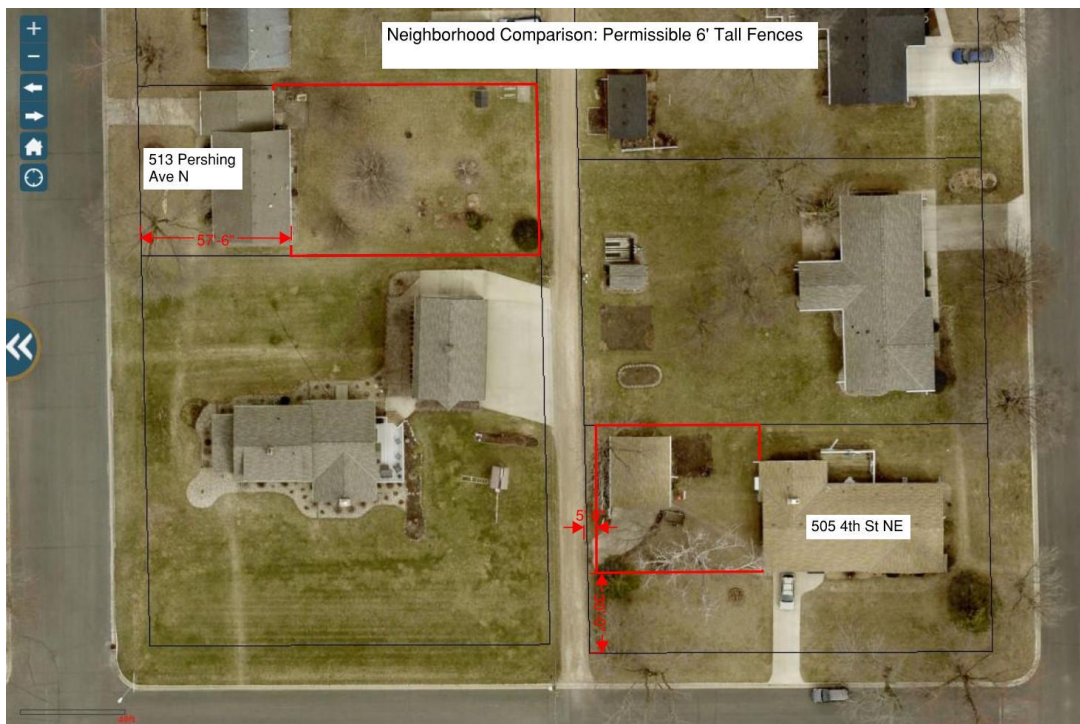 Neighborhood Comparison: Permissible 6' Tall Fences
513 Pershing
Ave N
57'-6"
505 4th St NE
5'